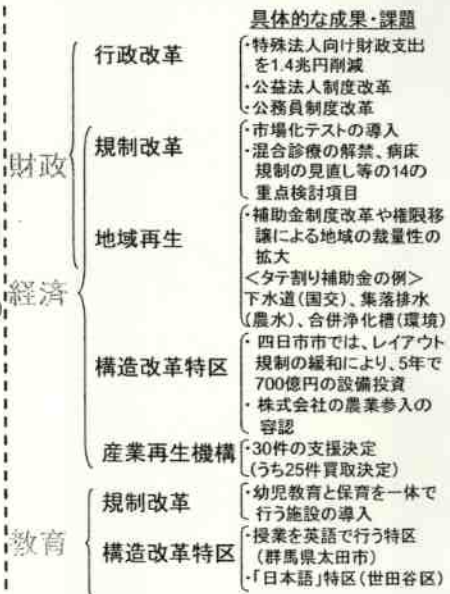 具体的な成果・課題
財政
行政改革
・特殊法人向け財政支出
を1.4兆円削減
・公益法人制度改革
・公務員制度改革
経済
規制改革
・市場化テストの導入
・混合診療の解禁、病床
規制の見直し等の14の
重点検討項目
地域再生
・補助金制度改革や権限移
譲による地域の裁量性の
拡大
<タテ割り補助金の例>
下水道(国交)、集落排水
(農水)、合併浄化槽(環境)
構造改革特区
・四日市市では、レイアウト
規制の緩和により、5年で
700億円の設備投資
・株式会社の農業参入の
容認
産業再生機構
・30件の支援決定
(うち25件買取決定)
教育
規制改革
・幼児教育と保育を一体で
行う施設の導入
構造改革特区
・授業を英語で行う特区
(群馬県太田市)
・「日本語」特区(世田谷区)